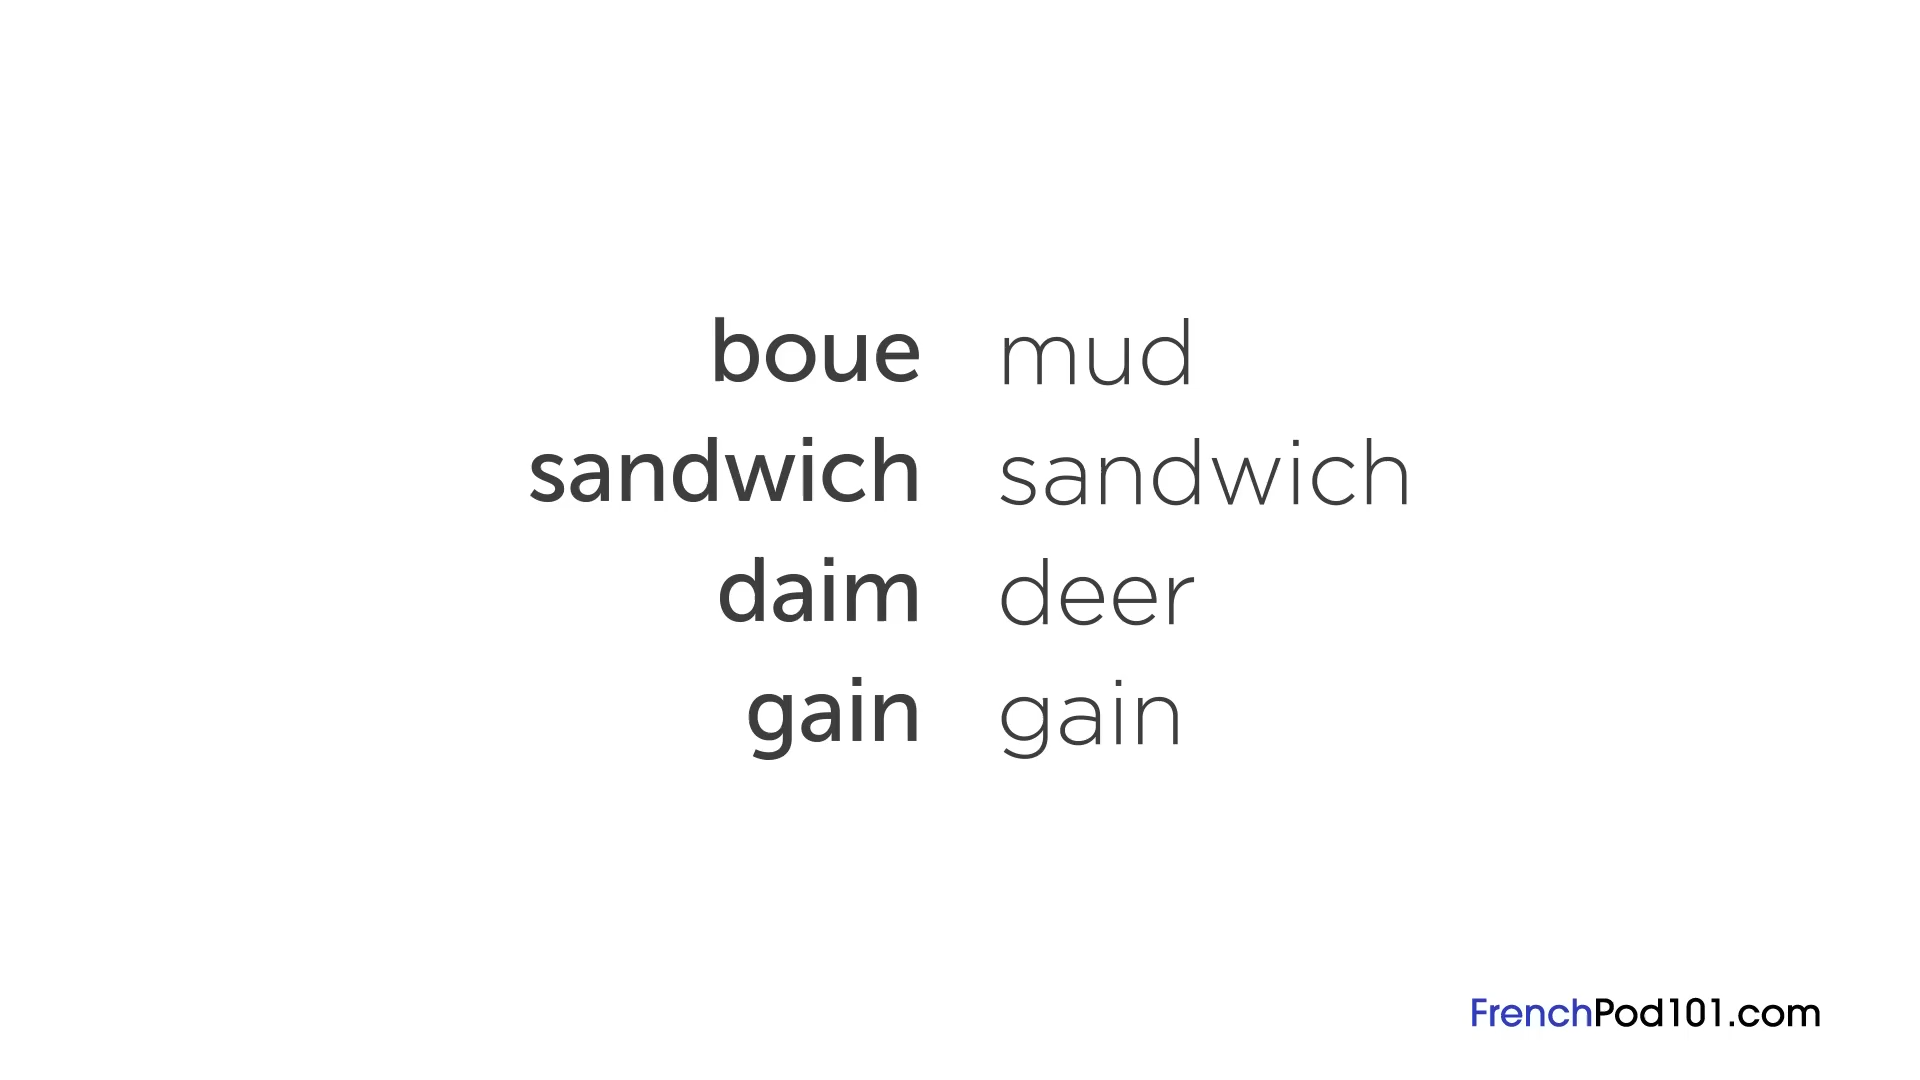 boue mud
sandwich sandwich
daim deer
gain gain
FrenchPod101.com